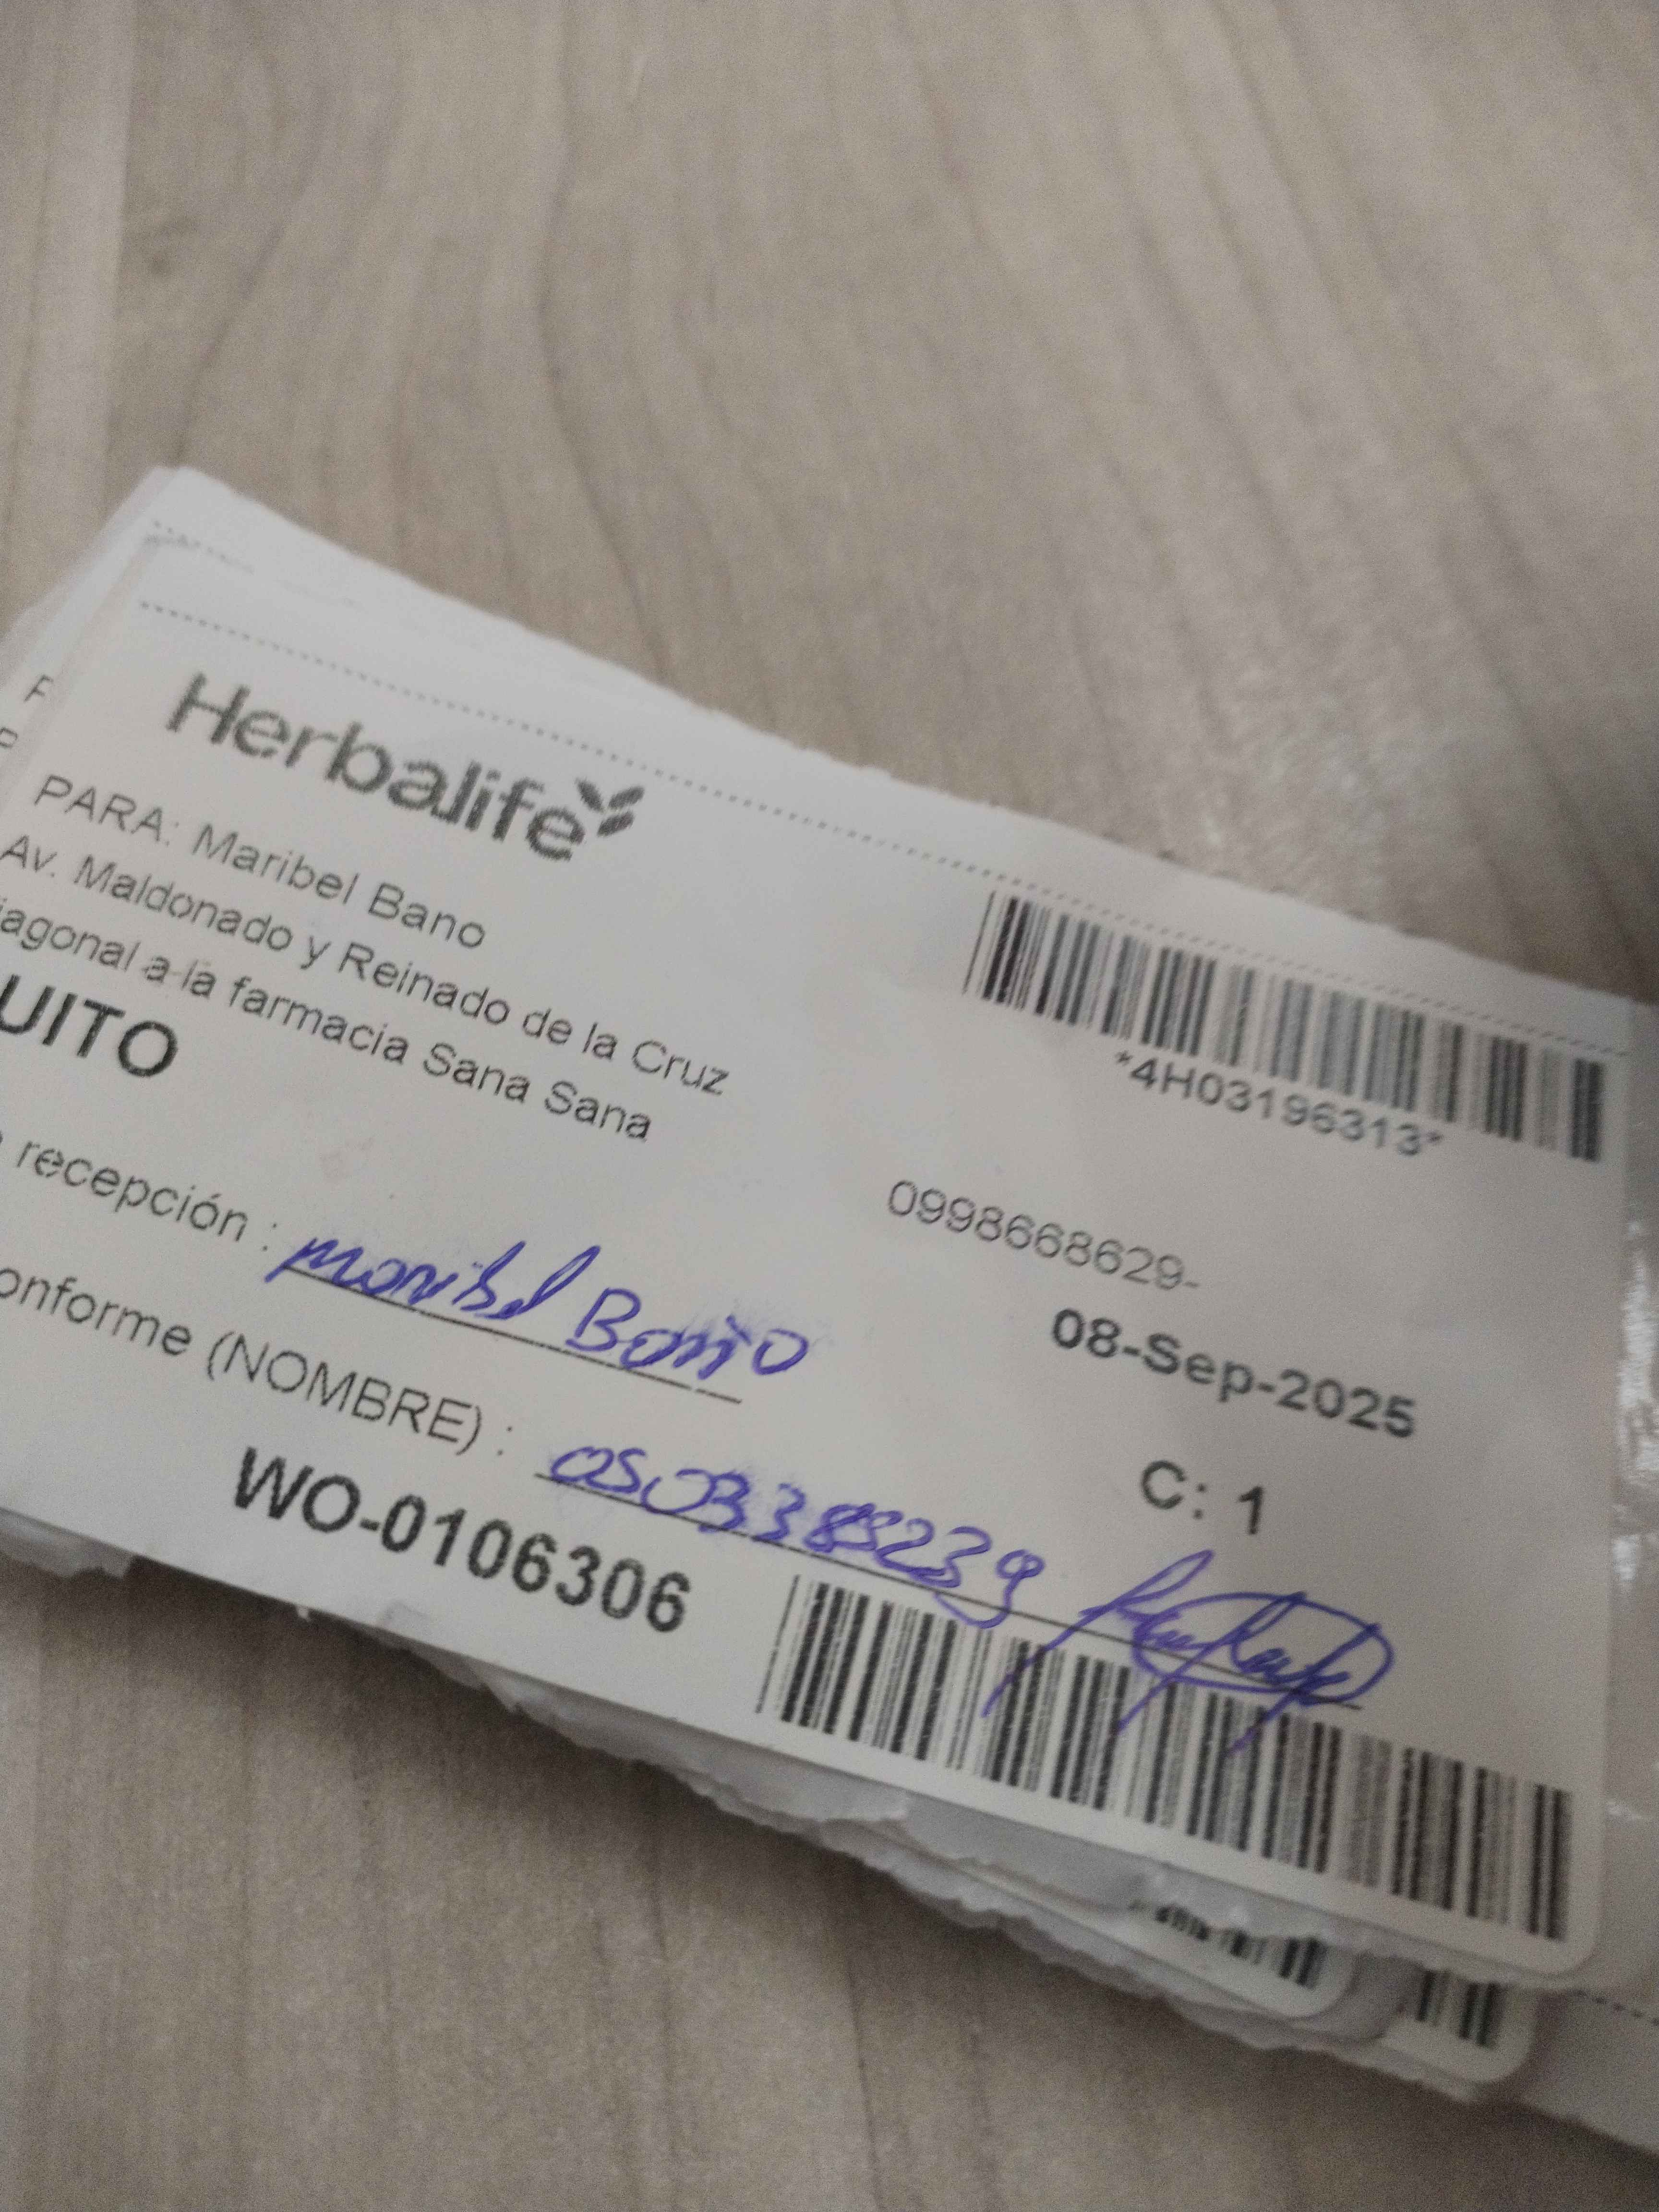 Herbalife
PARA: Maribel Bano
Av. Maldonado y Reinado de la Cruz
iagonal a la farmacia Sana Sana
UITO
*4H03196313*
0998668629-
08-Sep-2025
recepción : Maribel Baño
onforme (NOMBRE) :
C: 1
WO-0106306